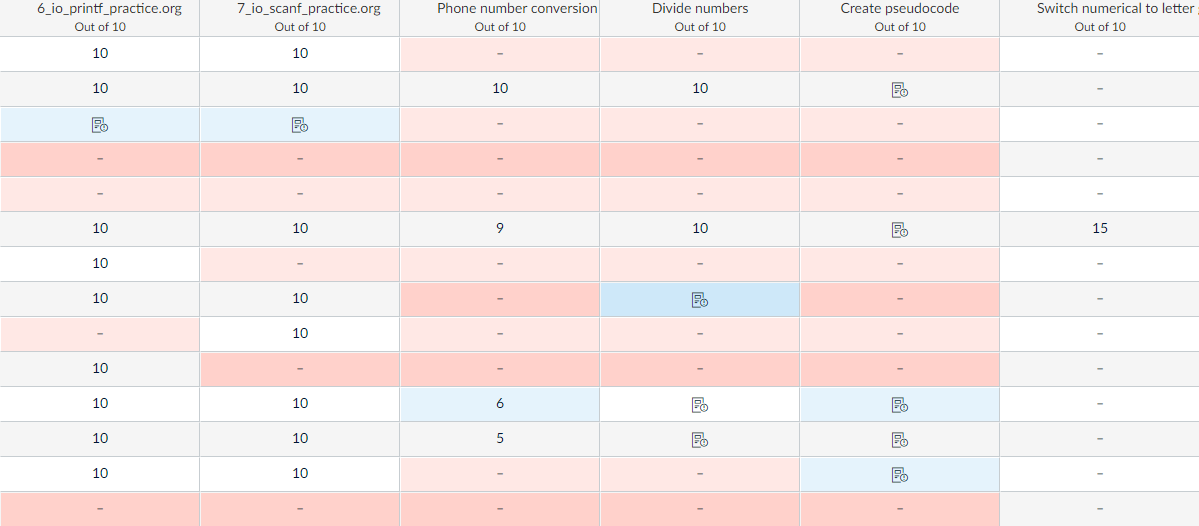 6_io_printf_practice.org 7_io_scanf_practice.org Phone number conversion Divide numbers Create pseudocode Switch numerical to letter
Out of 10 Out of 10 Out of 10 Out of 10 Out of 10 Out of 10
10 10 – – – –
10 10 10 10 –
– – – –
– – – – – –
– – – – – –
10 10 9 10 15
10 – – – – –
10 10 – – –
– 10 – – – –
10 – – – – –
10 10 6 –
10 10 5 –
10 10 – – –
– – – – – –